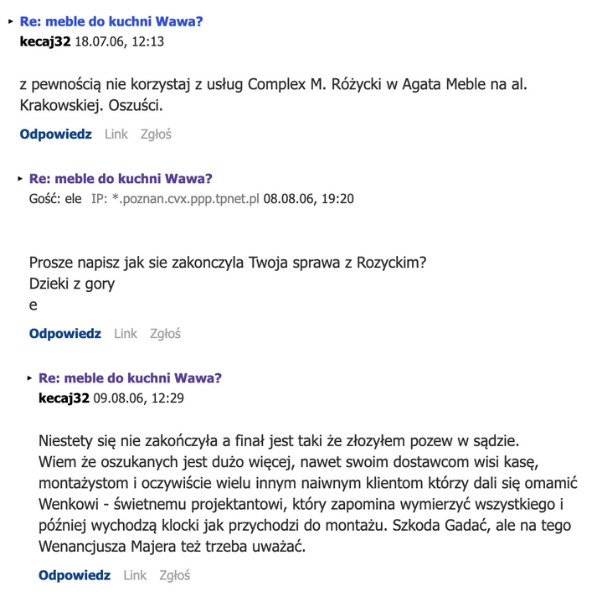 Re: meble do kuchni Wawa?
kecaj32 18.07.06, 12:13
z pewnością nie korzystaj z usług Complex M. Różycki w Agata Meble na al.
Krakowskiej. Oszuści.
Odpowiedz Link Zgłoś
Re: meble do kuchni Wawa?
Gość: ele IP: *.poznan.cvx.ppp.tpnet.pl 08.08.06, 19:20
Prosze napisz jak sie zakonczyla Twoja sprawa z Rozyckim?
Dzieki z gory
e
Odpowiedz Link Zgłoś
Re: meble do kuchni Wawa?
kecaj32 09.08.06, 12:29
Niestety się nie zakończyła a finał jest taki że złozyłem pozew w sądzie.
Wiem że oszukanych jest dużo więcej, nawet swoim dostawcom wisi kasę,
montażystom i oczywiście wielu innym naiwnym klientom którzy dali się omamić
Wenkowi - świetnemu projektantowi, który zapomina wymierzyć wszystkiego i
później wychodzą klocki jak przychodzi do montażu. Szkoda Gadać, ale na tego
Wenancjusza Majera też trzeba uważać.
Odpowiedz Link Zgłoś